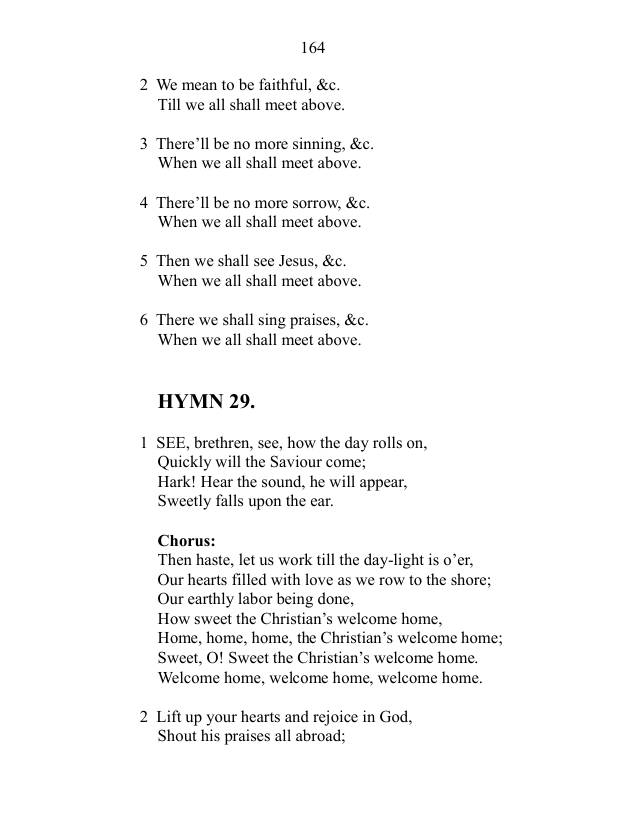 164
2 We mean to be faithful, &c.
Till we all shall meet above.
3 There’ll be no more sinning, &c.
When we all shall meet above.
4 There’ll be no more sorrow, &c.
When we all shall meet above.
5 Then we shall see Jesus, &c.
When we all shall meet above.
6 There we shall sing praises, &c.
When we all shall meet above.
HYMN 29.
1 SEE, brethren, see, how the day rolls on,
Quickly will the Saviour come;
Hark! Hear the sound, he will appear,
Sweetly falls upon the ear.
Chorus:
Then haste, let us work till the day-light is o’er,
Our hearts filled with love as we row to the shore;
Our earthly labor being done,
How sweet the Christian’s welcome home,
Home, home, home, the Christian’s welcome home;
Sweet, O! Sweet the Christian’s welcome home.
Welcome home, welcome home, welcome home.
2 Lift up your hearts and rejoice in God,
Shout his praises all abroad;